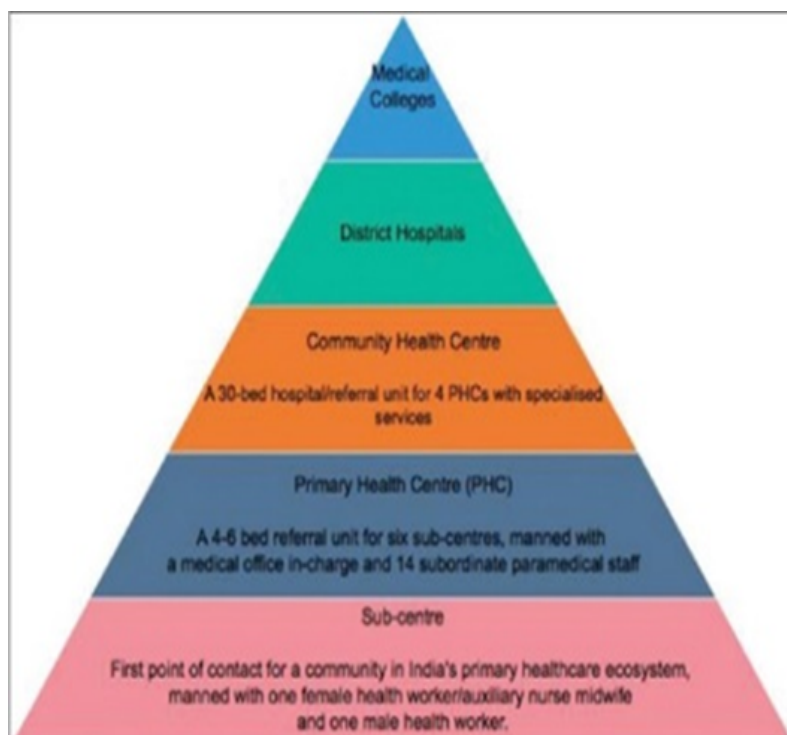 Medical
Colleges
District Hospitals
Community Health Centre
A 30-bed hospital/referral unit for 4 PHCs with specialised
services
Primary Health Centre (PHC)
A 4-6 bed referral unit for six sub-centres, manned with
a medical office in-charge and 14 subordinate paramedical staff
Sub-centre
First point of contact for a community in India's primary healthcare ecosystem,
manned with one female health worker/auxiliary nurse midwife
and one male health worker.